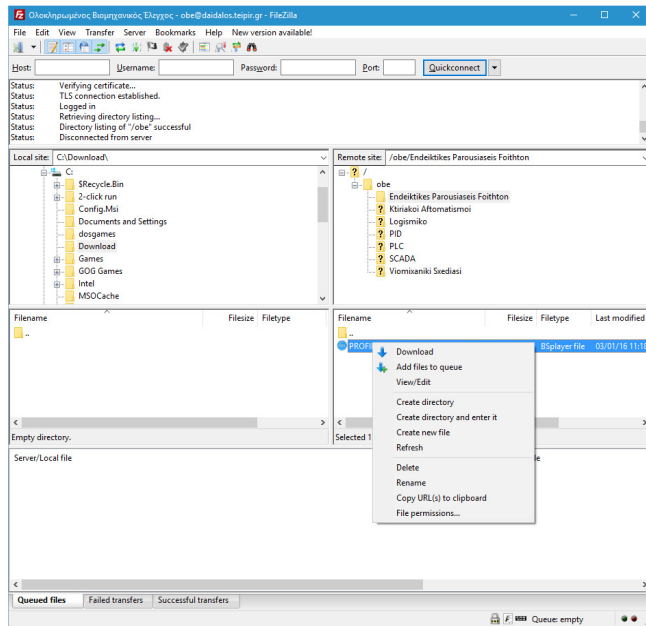 Ολοκληρωμένος Βιομηχανικός Έλεγχος - obe@daidalos.teipir.gr - FileZilla
File Edit View Transfer Server Bookmarks Help New version available!
Host: Username: Password: Port: Quickconnect
Status: Verifying certificate...
Status: TLS connection established.
Status: Logged in
Status: Retrieving directory listing...
Status: Directory listing of "/obe" successful
Status: Disconnected from server
Local site: C:\Download\
C:
$Recycle.Bin
2-click run
Config.Msi
Documents and Settings
dosgames
Download
Games
GOG Games
Intel
MSOCache
Remote site: /obe/Endeiktikes Parousiaseis Foithton
/
obe
Endeiktikes Parousiaseis Foithton
Ktiriakoi Aftomatismoi
Logismiko
PID
PLC
SCADA
Viomixaniki Sxediasi
Filename Filesize Filetype
..
Empty directory.
Filename Filesize Filetype Last modified
..
BSplayer file 03/01/16
Selected 1
Download
Add files to queue
View/Edit
Create directory
Create directory and enter it
Create new file
Refresh
Delete
Rename
Copy URL(s) to clipboard
File permissions...
Server/Local file
Queued files Failed transfers Successful transfers
Queue: empty